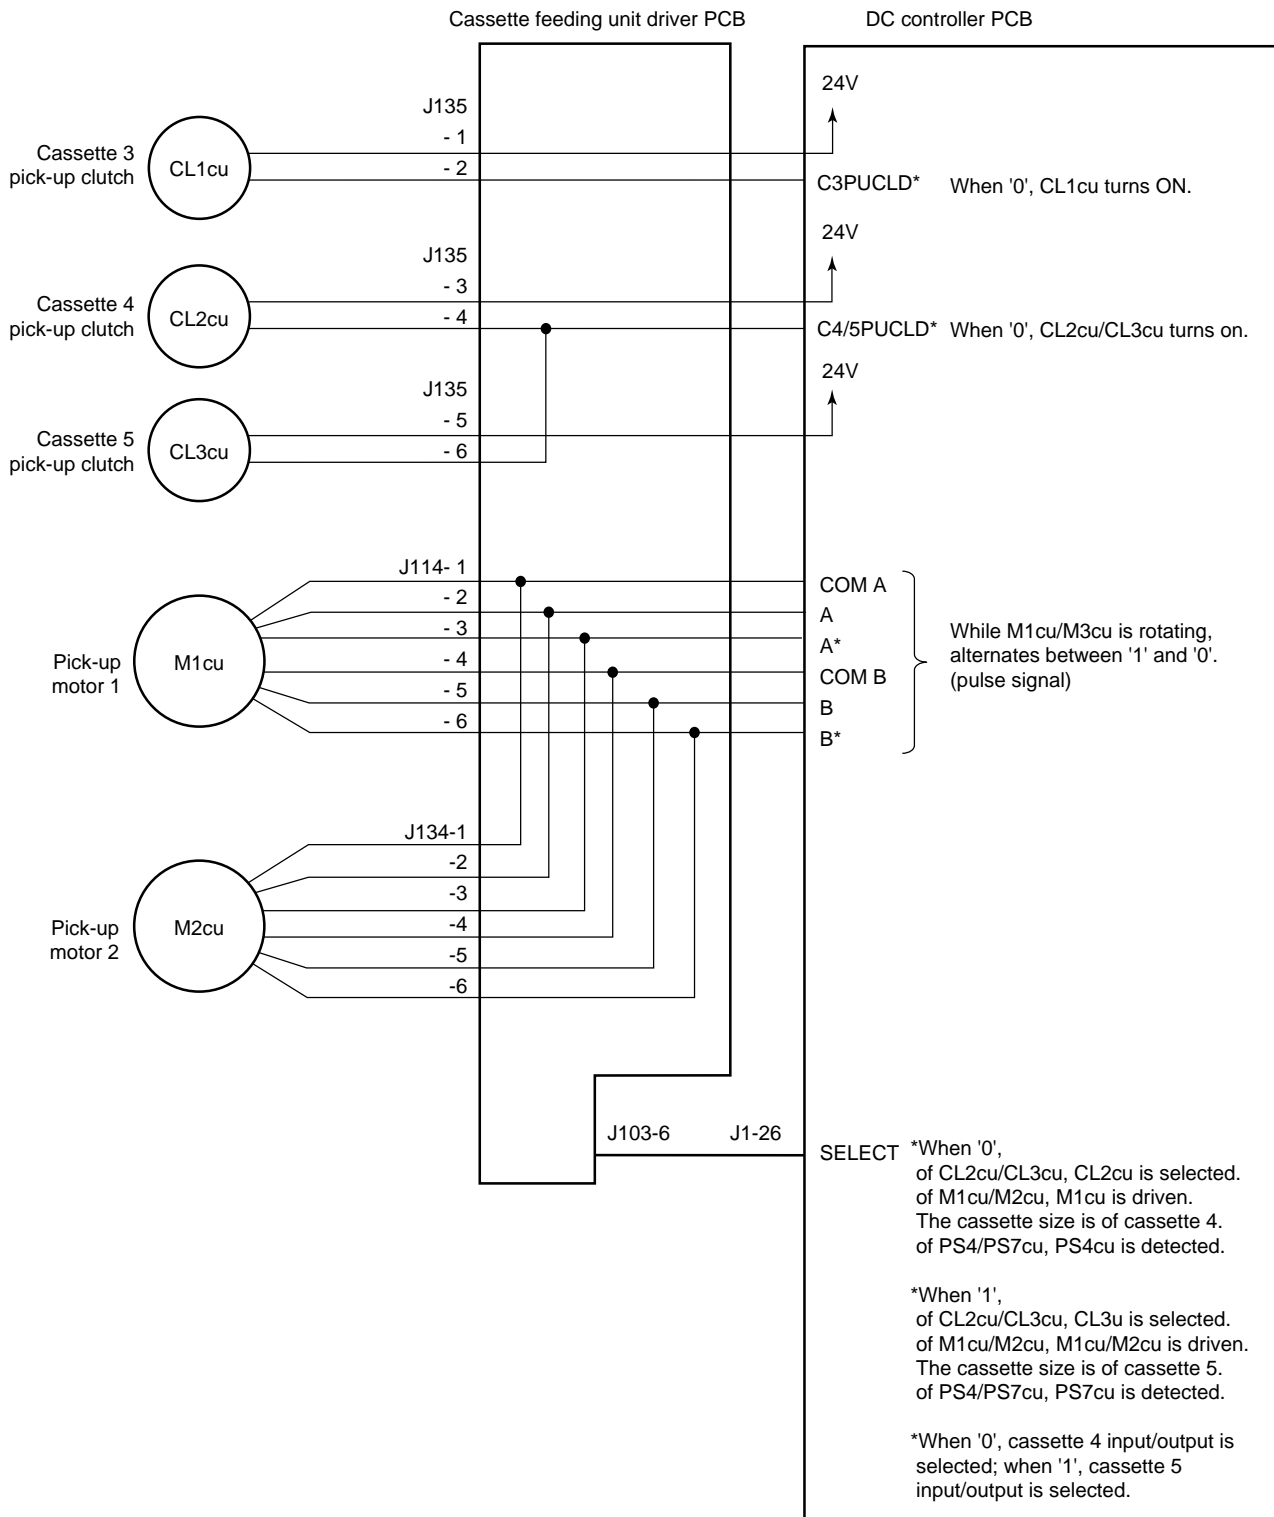 Cassette feeding unit driver PCB
DC controller PCB
24V
J135
- 1
Cassette 3
pick-up clutch
CL1cu
- 2
C3PUCLD*
When '0', CL1cu turns ON.
24V
J135
- 3
Cassette 4
pick-up clutch
CL2cu
- 4
C4/5PUCLD*
When '0', CL2cu/CL3cu turns on.
24V
J135
- 5
Cassette 5
pick-up clutch
CL3cu
- 6
J114- 1
COM A
- 2
A
- 3
A*
Pick-up
motor 1
M1cu
- 4
COM B
- 5
B
- 6
B*
While M1cu/M3cu is rotating,
alternates between '1' and '0'.
(pulse signal)
J134-1
-2
-3
Pick-up
motor 2
M2cu
-4
-5
-6
J103-6
J1-26
SELECT
*When '0',
of CL2cu/CL3cu, CL2cu is selected.
of M1cu/M2cu, M1cu is driven.
The cassette size is of cassette 4.
of PS4/PS7cu, PS4cu is detected.
*When '1',
of CL2cu/CL3cu, CL3u is selected.
of M1cu/M2cu, M1cu/M2cu is driven.
The cassette size is of cassette 5.
of PS4/PS7cu, PS7cu is detected.
*When '0', cassette 4 input/output is
selected; when '1', cassette 5
input/output is selected.